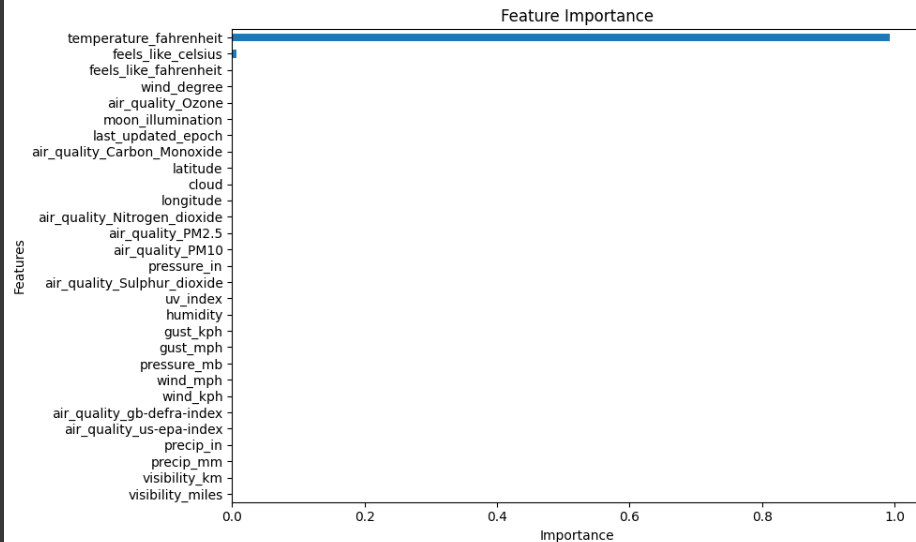 Feature Importance
temperature_fahrenheit
feels_like_celsius
feels_like_fahrenheit
wind_degree
air_quality_Ozone
moon_illumination
last_updated_epoch
air_quality_Carbon_Monoxide
latitude
cloud
longitude
air_quality_Nitrogen_dioxide
air_quality_PM2.5
air_quality_PM10
pressure_in
air_quality_Sulphur_dioxide
uv_index
humidity
gust_kph
gust_mph
pressure_mb
wind_mph
wind_kph
air_quality_gb-defra-index
air_quality_us-epa-index
precip_in
precip_mm
visibility_km
visibility_miles
Features
0.0 0.2 0.4 0.6 0.8 1.0
Importance